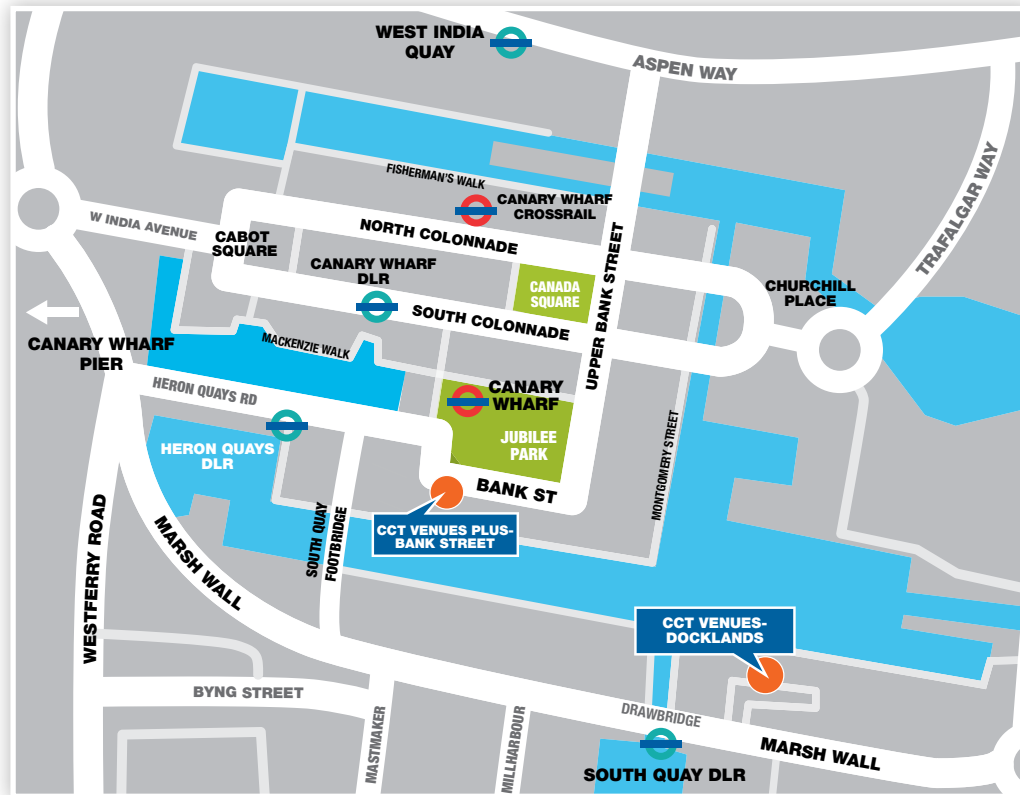 WEST INDIA
QUAY
ASPEN WAY
TRAFALGAR WAY
FISHERMAN'S WALK
CANARY WHARF
CROSSRAIL
W INDIA AVENUE
CABOT
SQUARE
NORTH COLONNADE
UPPER BANK STREET
CANARY WHARF
DLR
CANADA
SQUARE
CHURCHILL
PLACE
SOUTH COLONNADE
CANARY WHARF
PIER
MACKENZIE WALK
HERON QUAYS RD
CANARY
WHARF
JUBILEE
PARK
HERON QUAYS
DLR
MONTGOMERY STREET
BANK ST
CCT VENUES PLUS-
BANK STREET
SOUTH QUAY
FOOTBRIDGE
WESTFERRY ROAD
MARSH WALL
CCT VENUES-
DOCKLANDS
BYNG STREET
MASTMAKER
MILLHARBOUR
DRAWBRIDGE
MARSH WALL
SOUTH QUAY DLR